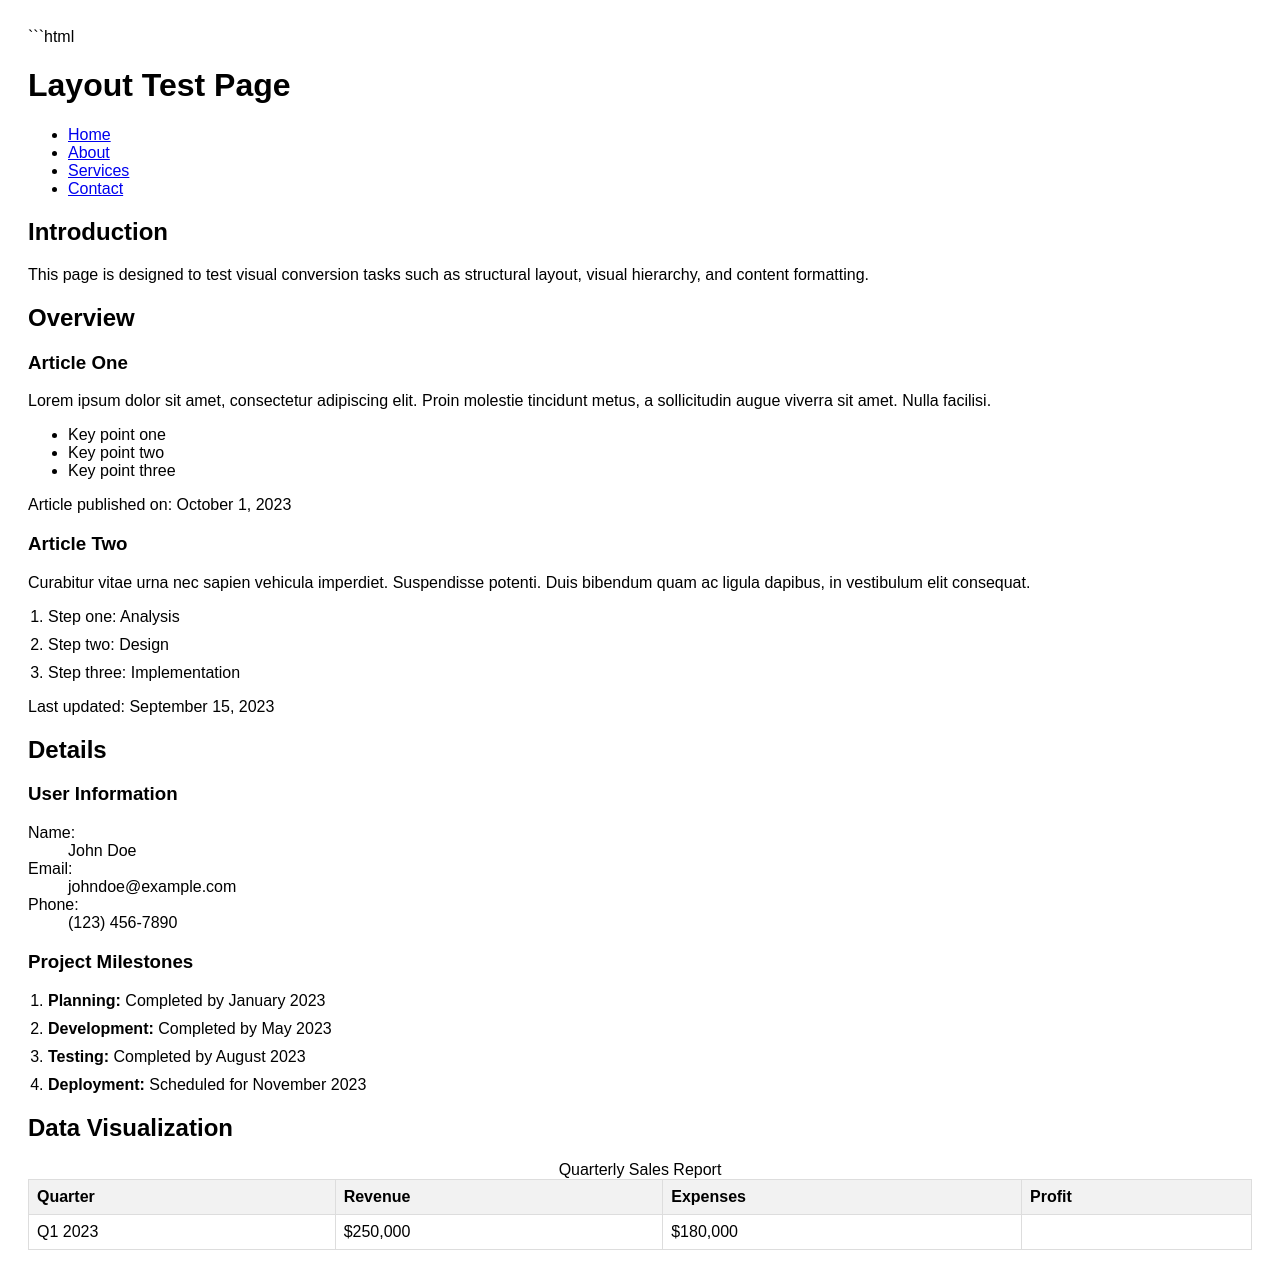 ```html
Layout Test Page
Home
About
Services
Contact
Introduction
This page is designed to test visual conversion tasks such as structural layout, visual hierarchy, and content formatting.
Overview
Article One
Lorem ipsum dolor sit amet, consectetur adipiscing elit. Proin molestie tincidunt metus, a sollicitudin augue viverra sit amet. Nulla facilisi.
Key point one
Key point two
Key point three
Article published on: October 1, 2023
Article Two
Curabitur vitae urna nec sapien vehicula imperdiet. Suspendisse potenti. Duis bibendum quam ac ligula dapibus, in vestibulum elit consequat.
1. Step one: Analysis
2. Step two: Design
3. Step three: Implementation
Last updated: September 15, 2023
Details
User Information
Name:
John Doe
Email:
johndoe@example.com
Phone:
(123) 456-7890
Project Milestones
1. Planning: Completed by January 2023
2. Development: Completed by May 2023
3. Testing: Completed by August 2023
4. Deployment: Scheduled for November 2023
Data Visualization
Quarterly Sales Report
Quarter Revenue Expenses Profit
Q1 2023 $250,000 $180,000